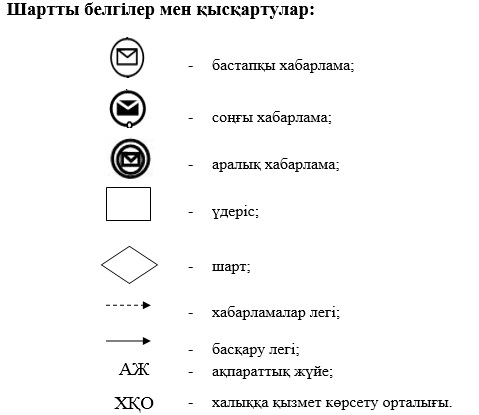 Шартты белгілер мен қысқартулар:
- бастапқы хабарлама;
- соңғы хабарлама;
- аралық хабарлама;
- үдеріс;
- шарт;
- хабарламалар легі;
- басқару легі;
АЖ - ақпараттық жүйе;
ХҚО - халыққа қызмет көрсету орталығы.